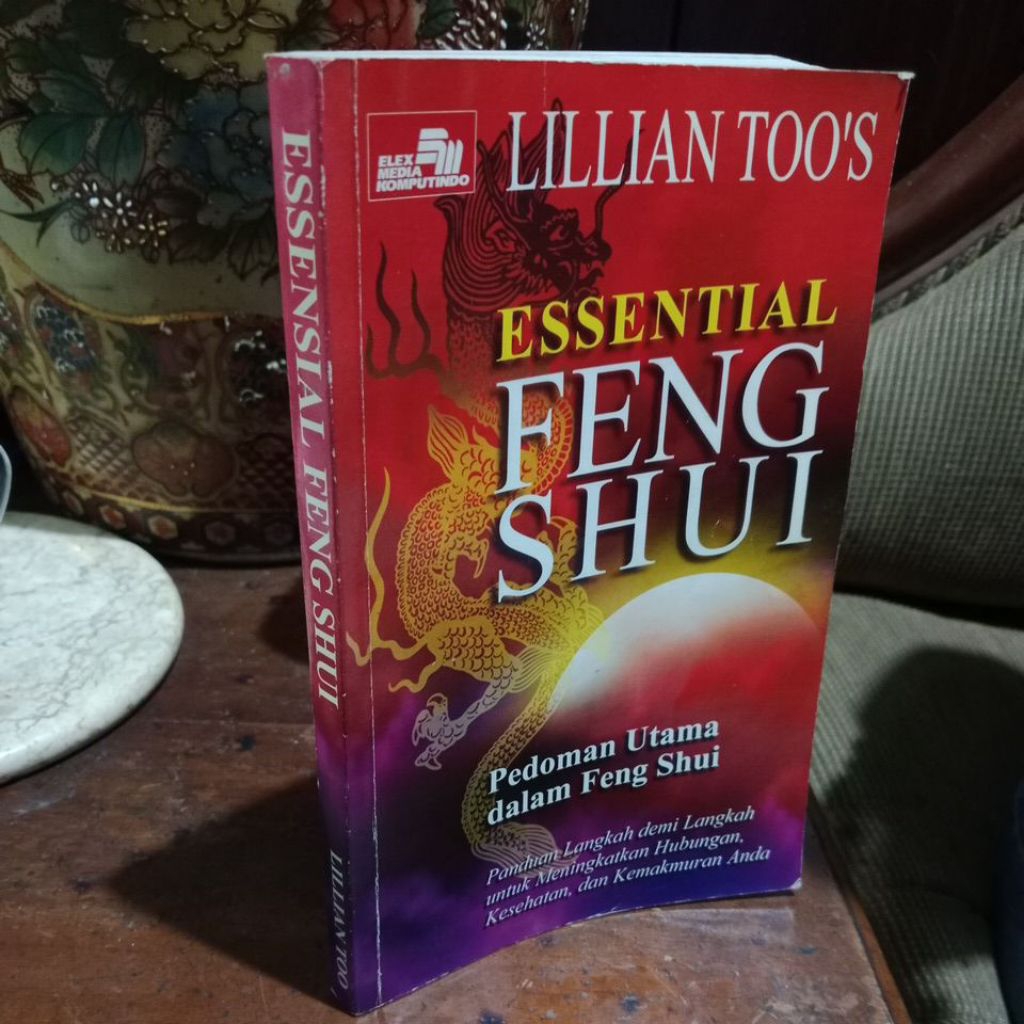 ESSENSIAL FENG SHUI
LILLIAN TOO
ELEX
MEDIA
KOMPUTINDO
LILLIAN TOO'S
ESSENTIAL
FENG
SHUI
Pedoman Utama
dalam Feng Shui
Panduan Langkah demi Langkah
untuk Meningkatkan Hubungan,
Kesehatan, dan Kemakmuran Anda